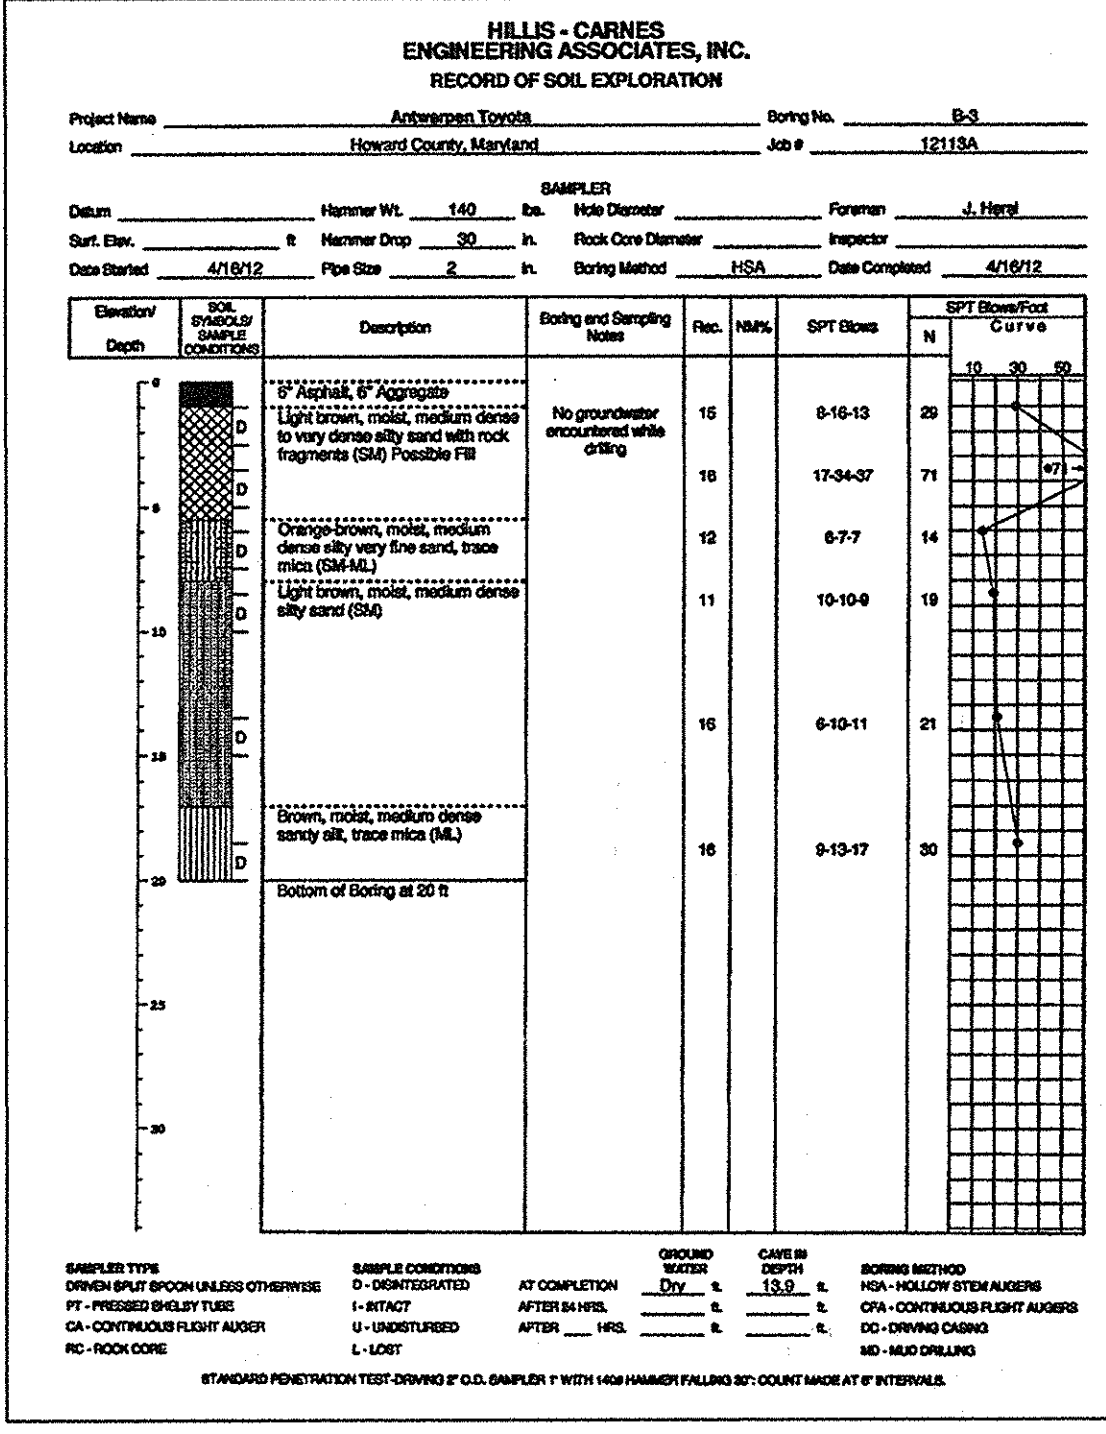 HILLIS - CARNES
ENGINEERING ASSOCIATES, INC.
RECORD OF SOIL EXPLORATION
Project Name Antwerpen Toyota Boring No. B-3
Location Howard County, Maryland Job # 12113A
SAMPLER
Datum Hammer Wt. 140 lbs. Hole Diameter Foreman J. Heral
Surf. Elev. ft Hammer Drop 30 in. Rock Core Diameter Inspector
Date Started 4/16/12 Pipe Size 2 in. Boring Method HSA Date Completed 4/16/12
Elevation/ Depth SOIL SYMBOLS/ SAMPLE CONDITIONS Description Boring and Sampling Notes Rec. NM% SPT Blows SPT Blows/Foot
N Curve
10 30 50
0
6" Asphalt, 6" Aggregate
Light brown, moist, medium dense No groundwater 15 8-16-13 29
D to very dense silty sand with rock encountered while
fragments (SM) Possible Fill drilling
16 17-34-37 71 71
D
5
Orange-brown, moist, medium 12 6-7-7 14
D dense silty very fine sand, trace
mica (SM-ML)
Light brown, moist, medium dense 11 10-10-9 19
D silty sand (SM)
10
16 6-10-11 21
D
15
Brown, moist, medium dense
sandy silt, trace mica (ML)
D 16 9-13-17 30
20
Bottom of Boring at 20 ft
25
30
SAMPLER TYPE SAMPLE CONDITIONS GROUND WATER CAVE IN DEPTH BORING METHOD
DRIVEN SPLIT SPOON UNLESS OTHERWISE D - DISINTEGRATED AT COMPLETION Dry ft. 13.9 ft. HSA - HOLLOW STEM AUGERS
PT - PRESSED SHELBY TUBE I - INTACT AFTER 24 HRS. ft. ft. CFA - CONTINUOUS FLIGHT AUGERS
CA - CONTINUOUS FLIGHT AUGER U - UNDISTURBED AFTER ___ HRS. ft. ft. DC - DRIVING CASING
RC - ROCK CORE L - LOST MD - MUD DRILLING
STANDARD PENETRATION TEST-DRIVING 2" O.D. SAMPLER 1' WITH 140# HAMMER FALLING 30": COUNT MADE AT 6" INTERVALS.